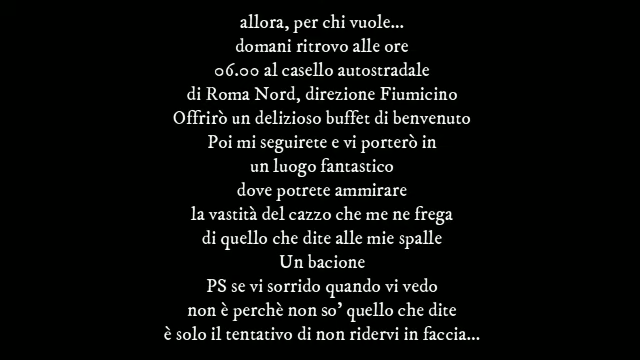 allora, per chi vuole...
domani ritrovo alle ore
06.00 al casello autostradale
di Roma Nord, direzione Fiumicino
Offrirò un delizioso buffet di benvenuto
Poi mi seguirete e vi porterò in
un luogo fantastico
dove potrete ammirare
la vastità del cazzo che me ne frega
di quello che dite alle mie spalle
Un bacione
PS se vi sorrido quando vi vedo
non è perchè non so' quello che dite
è solo il tentativo di non ridervi in faccia...